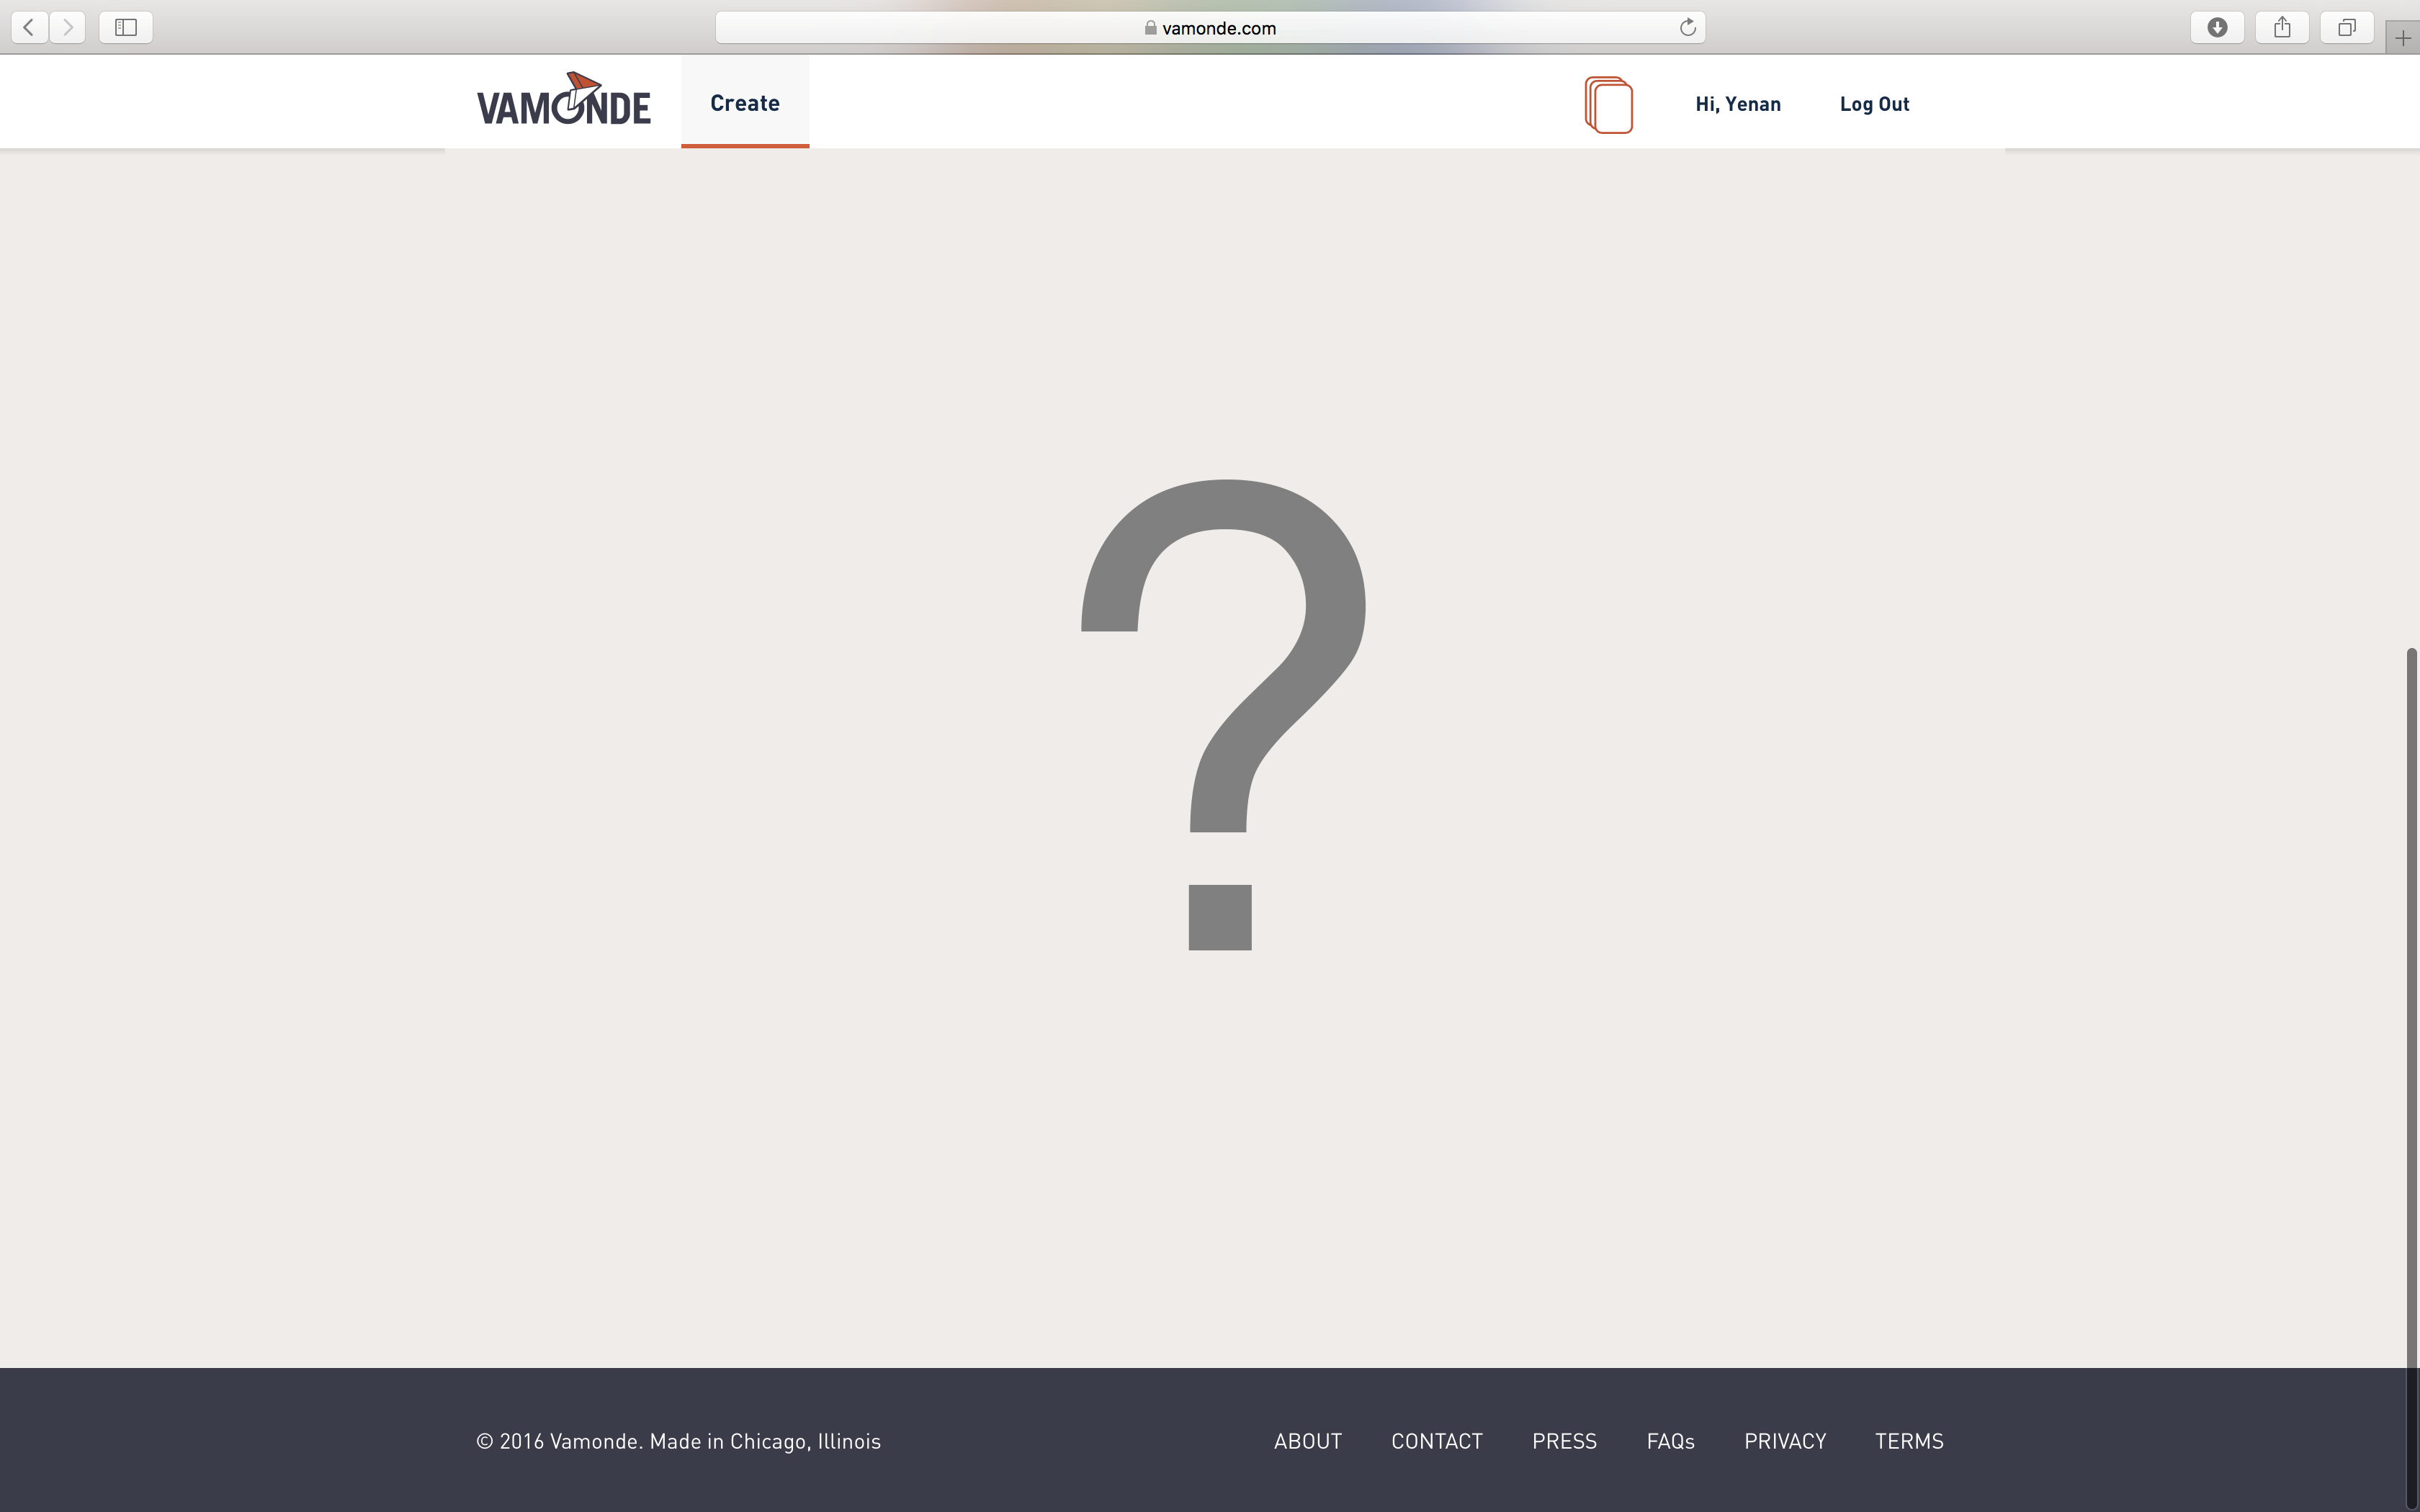 vamonde.com
VAMONDE
Create
Hi, Yenan
Log Out
?
© 2016 Vamonde. Made in Chicago, Illinois
ABOUT CONTACT PRESS FAQs PRIVACY TERMS